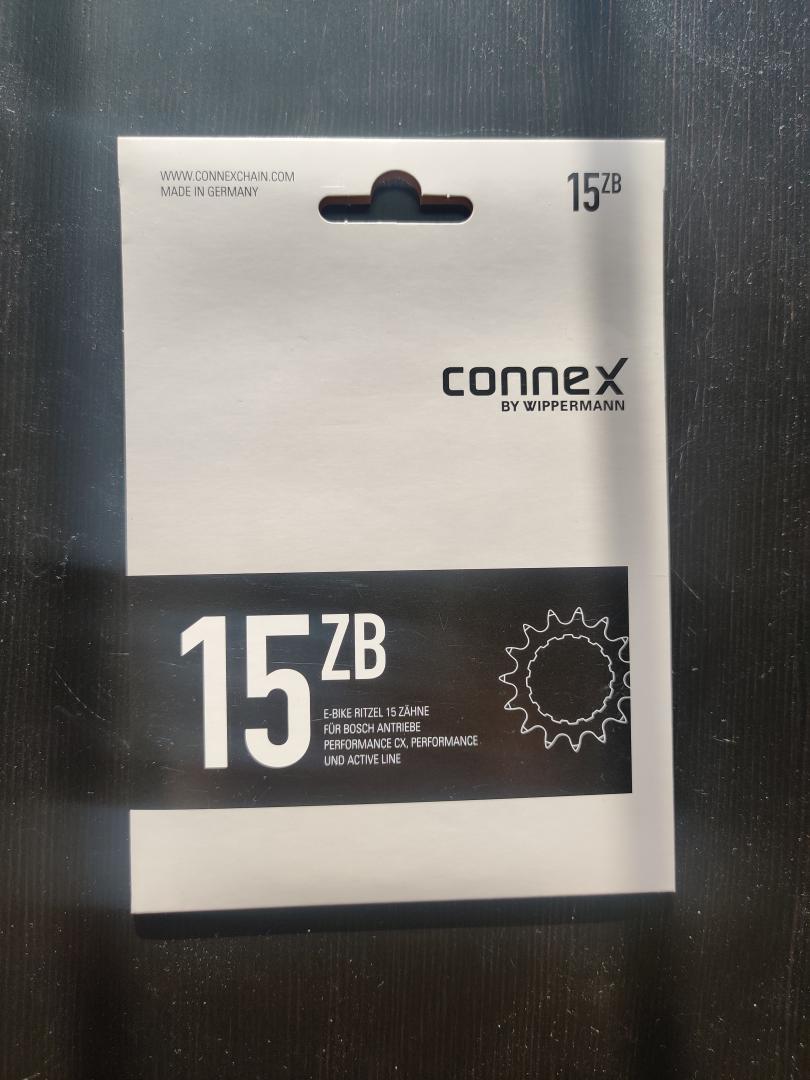 WWW.CONNEXCHAIN.COM
MADE IN GERMANY
15ZB
connex
BY WIPPERMANN
15ZB
E-BIKE RITZEL 15 ZÄHNE
FÜR BOSCH ANTRIEBE
PERFORMANCE CX, PERFORMANCE
UND ACTIVE LINE